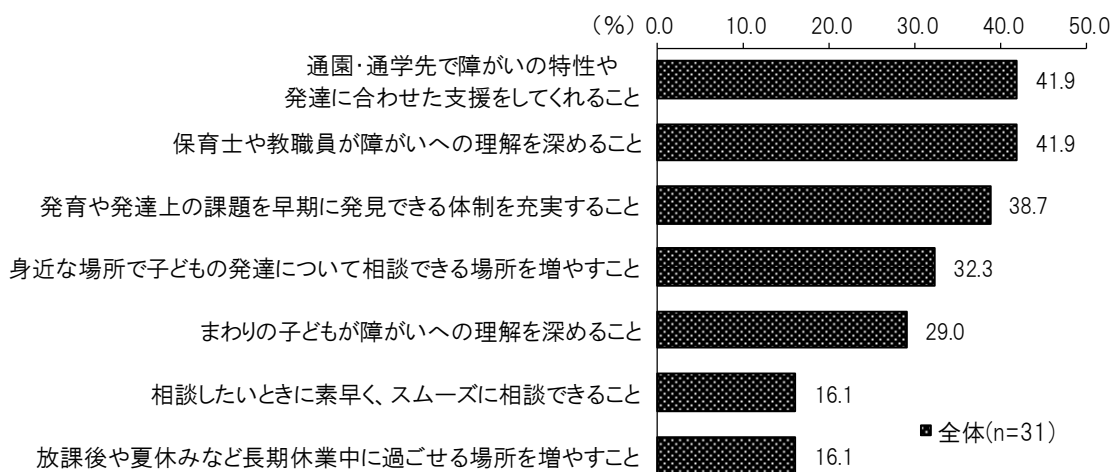 (%) 0.0 10.0 20.0 30.0 40.0 50.0
通園・通学先で障がいの特性や
発達に合わせた支援をしてくれること 41.9
保育士や教職員が障がいへの理解を深めること 41.9
発育や発達上の課題を早期に発見できる体制を充実すること 38.7
身近な場所で子どもの発達について相談できる場所を増やすこと 32.3
まわりの子どもが障がいへの理解を深めること 29.0
相談したいときに素早く、スムーズに相談できること 16.1
全体(n=31)
放課後や夏休みなど長期休業中に過ごせる場所を増やすこと 16.1